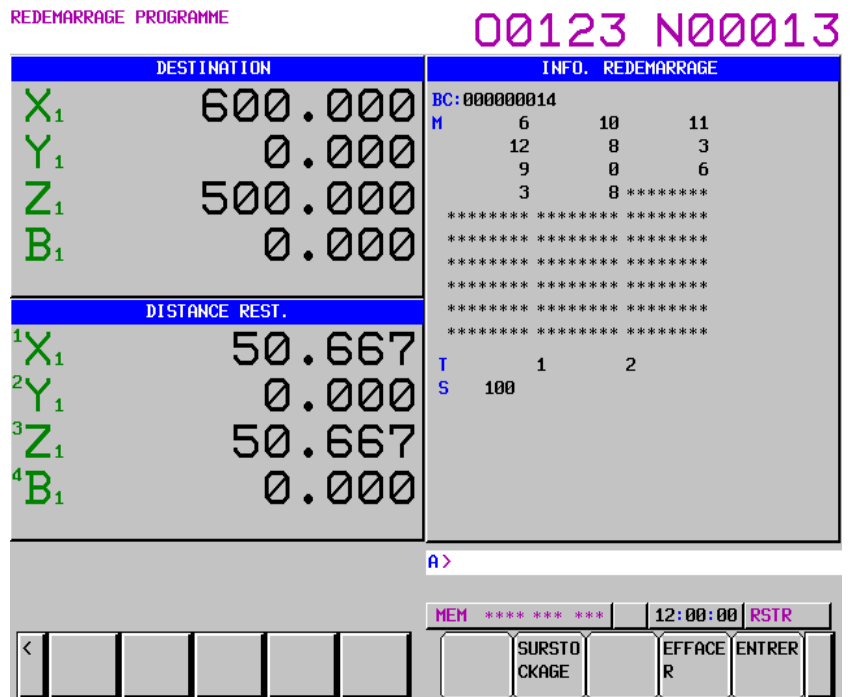 REDEMARRAGE PROGRAMME
O0123 N00013
DESTINATION
X1 600.000
Y1 0.000
Z1 500.000
B1 0.000
DISTANCE REST.
1X1 50.667
2Y1 0.000
3Z1 50.667
4B1 0.000
INFO. REDEMARRAGE
BC:000000014
M 6 10 11
12 8 3
9 0 6
3 8 ********
******** ******** ********
******** ******** ********
******** ******** ********
******** ******** ********
******** ******** ********
******** ******** ********
T 1 2
S 100
A>
MEM **** *** *** 12:00:00 RSTR
< SURSTO EFFACE ENTRER
CKAGE R